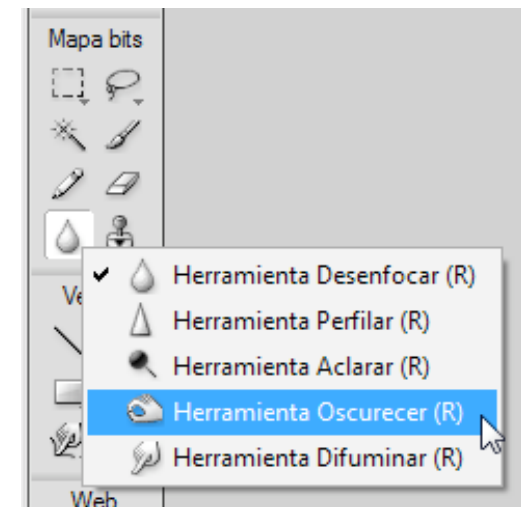 Mapa bits
Herramienta Desenfocar (R)
Herramienta Perfilar (R)
Herramienta Aclarar (R)
Herramienta Oscurecer (R)
Herramienta Difuminar (R)
Web